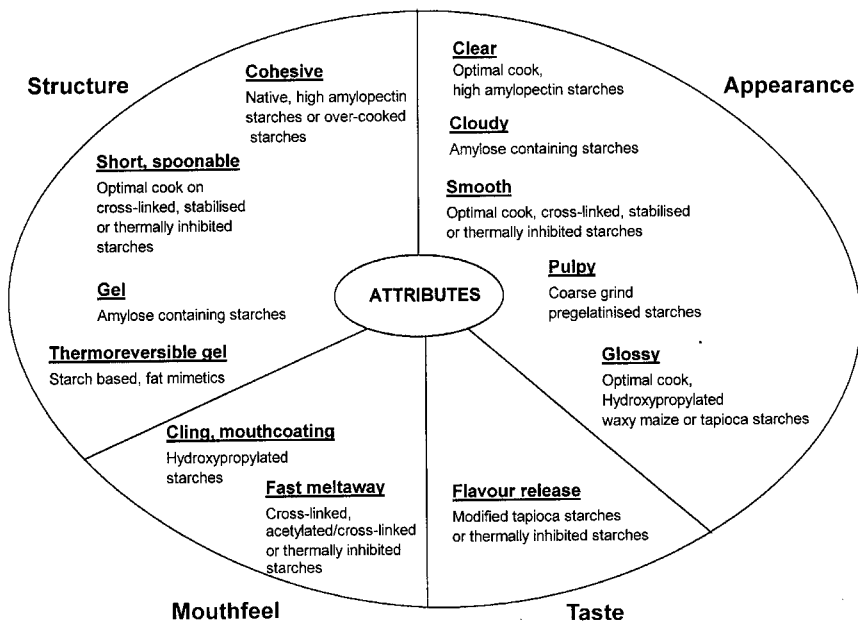 Structure
Cohesive
Native, high amylopectin
starches or over-cooked
starches
Short, spoonable
Optimal cook on
cross-linked, stabilised
or thermally inhibited
starches
Gel
Amylose containing starches
Thermoreversible gel
Starch based, fat mimetics
Appearance
Clear
Optimal cook,
high amylopectin starches
Cloudy
Amylose containing starches
Smooth
Optimal cook, cross-linked, stabilised
or thermally inhibited starches
Pulpy
Coarse grind
pregelatinised starches
Glossy
Optimal cook,
Hydroxypropylated
waxy maize or tapioca starches
ATTRIBUTES
Cling, mouthcoating
Hydroxypropylated
starches
Fast meltaway
Cross-linked,
acetylated/cross-linked
or thermally inhibited
starches
Mouthfeel
Flavour release
Modified tapioca starches
or thermally inhibited starches
Taste